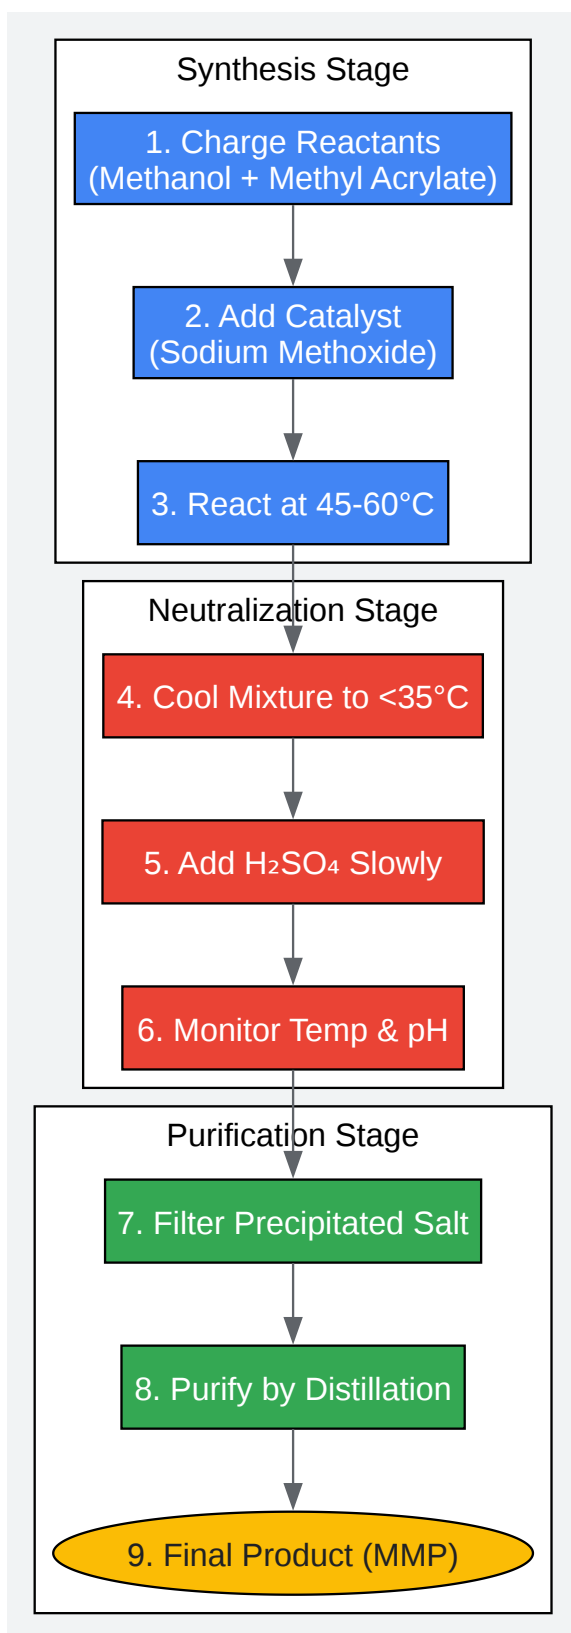 Synthesis Stage
1. Charge Reactants
(Methanol + Methyl Acrylate)
2. Add Catalyst
(Sodium Methoxide)
3. React at 45-60°C
Neutralization Stage
4. Cool Mixture to <35°C
5. Add H₂SO₄ Slowly
6. Monitor Temp & pH
Purification Stage
7. Filter Precipitated Salt
8. Purify by Distillation
9. Final Product (MMP)